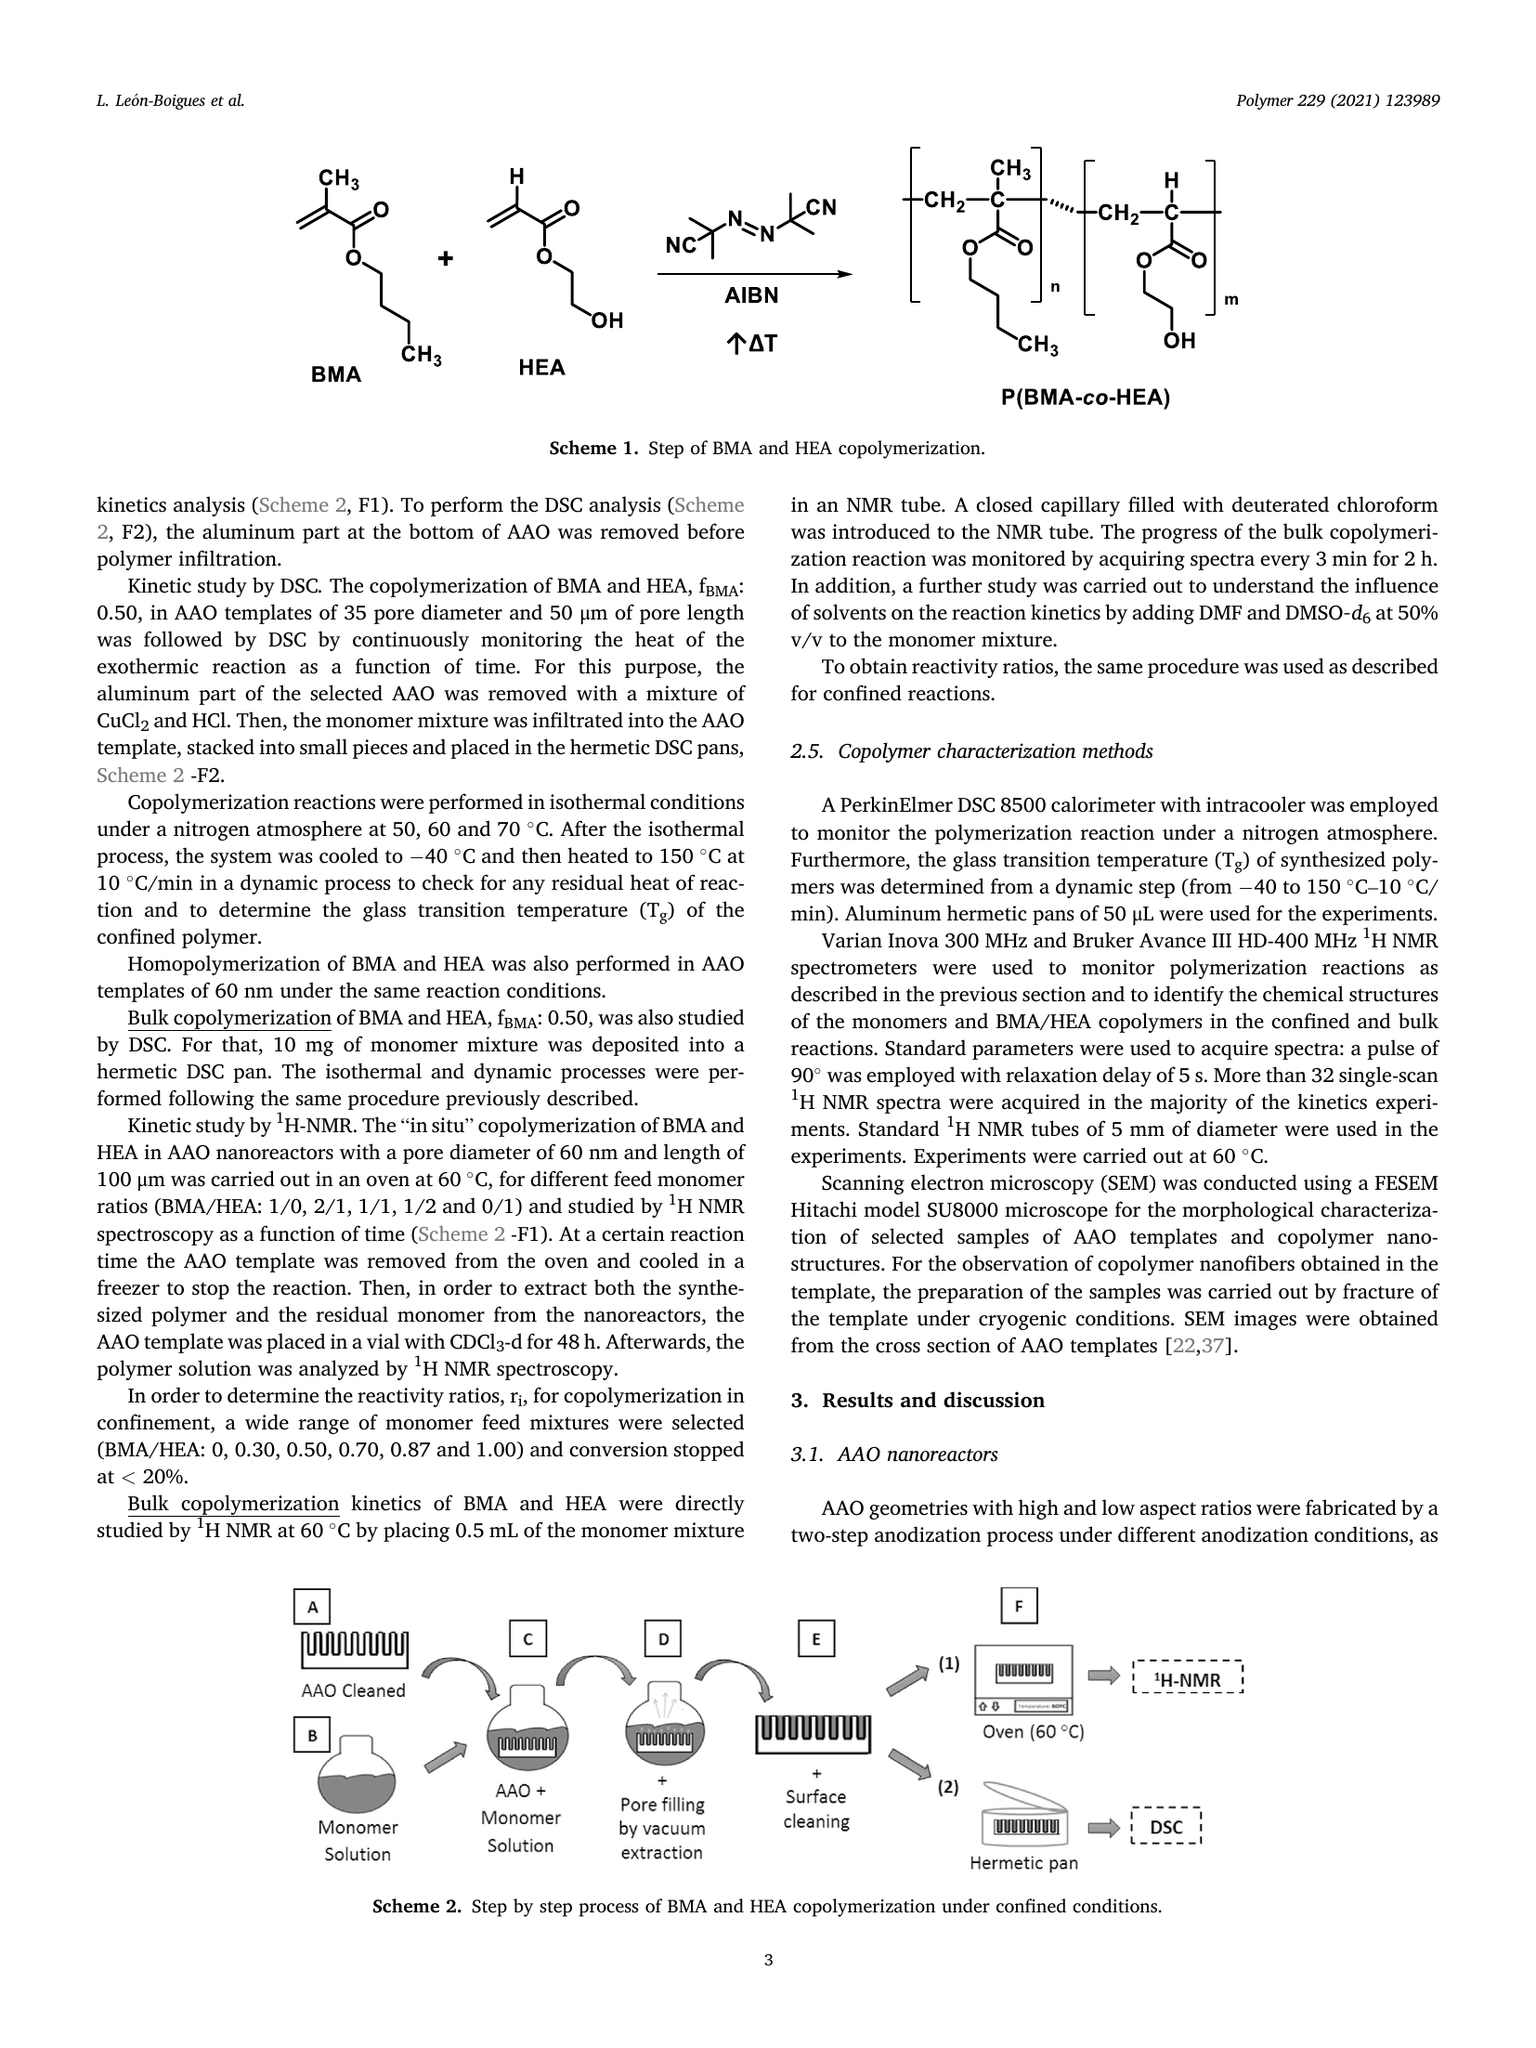 L. León-Boigues et al.
Polymer 229 (2021) 123989
CH3
O
O
CH3
BMA
+
H
O
O
OH
HEA
NC
N
N
CN
AIBN
↑ΔT
CH2
CH3
C
O
O
CH3
n
CH2
H
C
O
O
OH
m
P(BMA-co-HEA)
Scheme 1. Step of BMA and HEA copolymerization.
kinetics analysis (Scheme 2, F1). To perform the DSC analysis (Scheme
2, F2), the aluminum part at the bottom of AAO was removed before
polymer infiltration.
Kinetic study by DSC. The copolymerization of BMA and HEA, fBMA:
0.50, in AAO templates of 35 pore diameter and 50 μm of pore length
was followed by DSC by continuously monitoring the heat of the
exothermic reaction as a function of time. For this purpose, the
aluminum part of the selected AAO was removed with a mixture of
CuCl2 and HCl. Then, the monomer mixture was infiltrated into the AAO
template, stacked into small pieces and placed in the hermetic DSC pans,
Scheme 2 -F2.
Copolymerization reactions were performed in isothermal conditions
under a nitrogen atmosphere at 50, 60 and 70 °C. After the isothermal
process, the system was cooled to −40 °C and then heated to 150 °C at
10 °C/min in a dynamic process to check for any residual heat of reac-
tion and to determine the glass transition temperature (Tg) of the
confined polymer.
Homopolymerization of BMA and HEA was also performed in AAO
templates of 60 nm under the same reaction conditions.
Bulk copolymerization of BMA and HEA, fBMA: 0.50, was also studied
by DSC. For that, 10 mg of monomer mixture was deposited into a
hermetic DSC pan. The isothermal and dynamic processes were per-
formed following the same procedure previously described.
Kinetic study by 1H-NMR. The “in situ” copolymerization of BMA and
HEA in AAO nanoreactors with a pore diameter of 60 nm and length of
100 μm was carried out in an oven at 60 °C, for different feed monomer
ratios (BMA/HEA: 1/0, 2/1, 1/1, 1/2 and 0/1) and studied by 1H NMR
spectroscopy as a function of time (Scheme 2 -F1). At a certain reaction
time the AAO template was removed from the oven and cooled in a
freezer to stop the reaction. Then, in order to extract both the synthe-
sized polymer and the residual monomer from the nanoreactors, the
AAO template was placed in a vial with CDCl3-d for 48 h. Afterwards, the
polymer solution was analyzed by 1H NMR spectroscopy.
In order to determine the reactivity ratios, ri, for copolymerization in
confinement, a wide range of monomer feed mixtures were selected
(BMA/HEA: 0, 0.30, 0.50, 0.70, 0.87 and 1.00) and conversion stopped
at < 20%.
Bulk copolymerization kinetics of BMA and HEA were directly
studied by 1H NMR at 60 °C by placing 0.5 mL of the monomer mixture
in an NMR tube. A closed capillary filled with deuterated chloroform
was introduced to the NMR tube. The progress of the bulk copolymeri-
zation reaction was monitored by acquiring spectra every 3 min for 2 h.
In addition, a further study was carried out to understand the influence
of solvents on the reaction kinetics by adding DMF and DMSO-d6 at 50%
v/v to the monomer mixture.
To obtain reactivity ratios, the same procedure was used as described
for confined reactions.
2.5. Copolymer characterization methods
A PerkinElmer DSC 8500 calorimeter with intracooler was employed
to monitor the polymerization reaction under a nitrogen atmosphere.
Furthermore, the glass transition temperature (Tg) of synthesized poly-
mers was determined from a dynamic step (from −40 to 150 °C–10 °C/
min). Aluminum hermetic pans of 50 μL were used for the experiments.
Varian Inova 300 MHz and Bruker Avance III HD-400 MHz 1H NMR
spectrometers were used to monitor polymerization reactions as
described in the previous section and to identify the chemical structures
of the monomers and BMA/HEA copolymers in the confined and bulk
reactions. Standard parameters were used to acquire spectra: a pulse of
90° was employed with relaxation delay of 5 s. More than 32 single-scan
1H NMR spectra were acquired in the majority of the kinetics experi-
ments. Standard 1H NMR tubes of 5 mm of diameter were used in the
experiments. Experiments were carried out at 60 °C.
Scanning electron microscopy (SEM) was conducted using a FESEM
Hitachi model SU8000 microscope for the morphological characteriza-
tion of selected samples of AAO templates and copolymer nano-
structures. For the observation of copolymer nanofibers obtained in the
template, the preparation of the samples was carried out by fracture of
the template under cryogenic conditions. SEM images were obtained
from the cross section of AAO templates [22,37].
3. Results and discussion
3.1. AAO nanoreactors
AAO geometries with high and low aspect ratios were fabricated by a
two-step anodization process under different anodization conditions, as
A
AAO Cleaned
B
Monomer
Solution
C
AAO +
Monomer
Solution
D
+
Pore filling
by vacuum
extraction
E
+
Surface
cleaning
F
(1)
Temperature: 60ºC
Oven (60 °C)
1H-NMR
(2)
Hermetic pan
DSC
Scheme 2. Step by step process of BMA and HEA copolymerization under confined conditions.
3